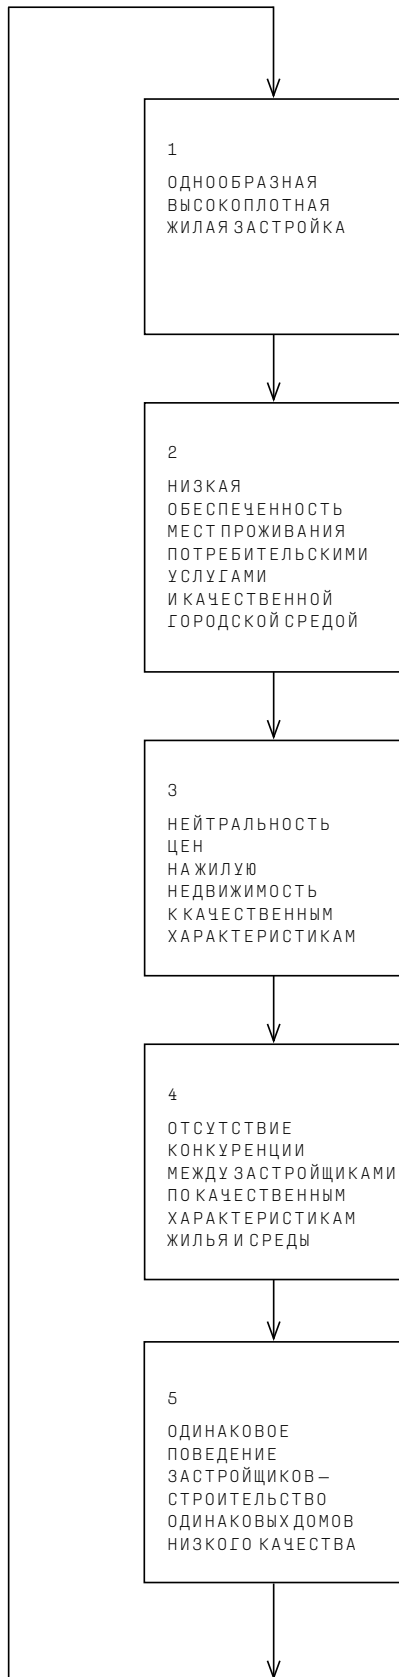 1
ОДНООБРАЗНАЯ
ВЫСОКОПЛОТНАЯ
ЖИЛАЯ ЗАСТРОЙКА
2
НИЗКАЯ
ОБЕСПЕЧЕННОСТЬ
МЕСТ ПРОЖИВАНИЯ
ПОТРЕБИТЕЛЬСКИМИ
УСЛУГАМИ
И КАЧЕСТВЕННОЙ
ГОРОДСКОЙ СРЕДОЙ
3
НЕЙТРАЛЬНОСТЬ
ЦЕН
НА ЖИЛУЮ
НЕДВИЖИМОСТЬ
К КАЧЕСТВЕННЫМ
ХАРАКТЕРИСТИКАМ
4
ОТСУТСТВИЕ
КОНКУРЕНЦИИ
МЕЖДУ ЗАСТРОЙЩИКАМИ
ПО КАЧЕСТВЕННЫМ
ХАРАКТЕРИСТИКАМ
ЖИЛЬЯ И СРЕДЫ
5
ОДИНАКОВОЕ
ПОВЕДЕНИЕ
ЗАСТРОЙЩИКОВ —
СТРОИТЕЛЬСТВО
ОДИНАКОВЫХ ДОМОВ
НИЗКОГО КАЧЕСТВА